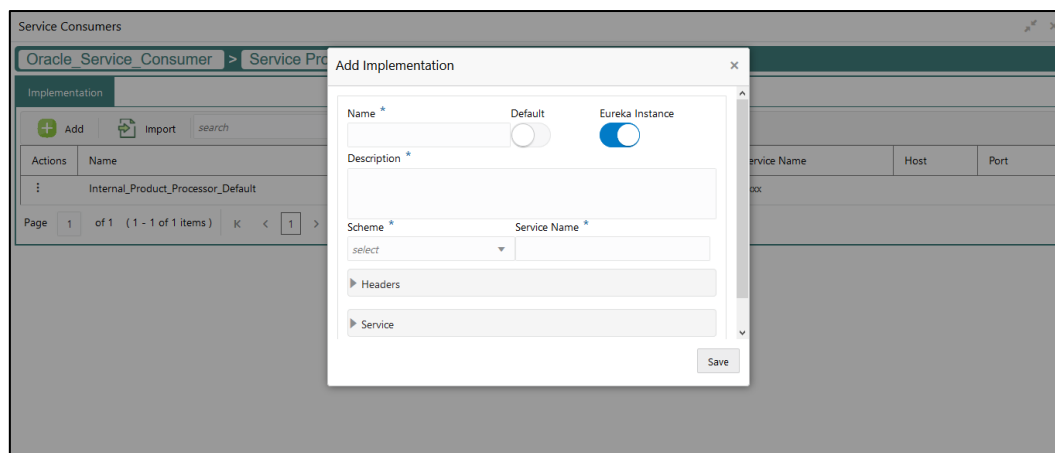 Service Consumers
Oracle_Service_Consumer > Service Pro
Implementation
Add Import search
Actions Name ervice Name Host Port
Internal_Product_Processor_Default xx
Page 1 of 1 ( 1 - 1 of 1 items ) K < 1 >
Add Implementation ×
Name * Default Eureka Instance
Description *
Scheme * Service Name *
select
Headers
Service
Save